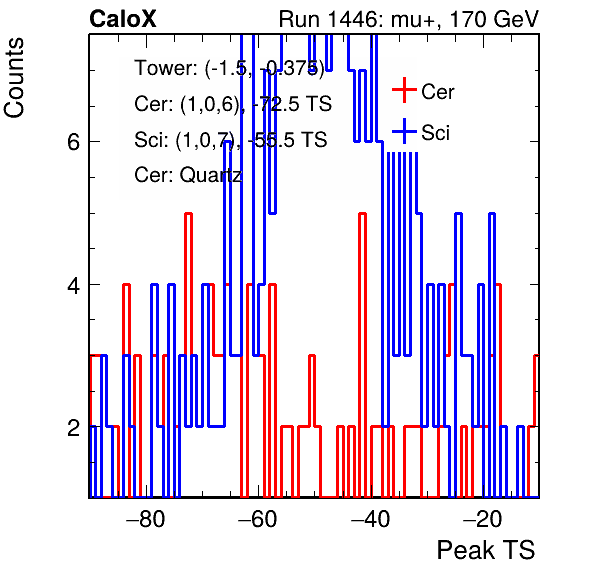 CaloX Run 1446: mu+, 170 GeV
Counts
Tower: (-1.5, -0.375)
Cer: (1,0,6), -72.5 TS
Sci: (1,0,7), -55.5 TS
Cer: Quartz
Cer
Sci
6
4
2
−80 −60 −40 −20
Peak TS